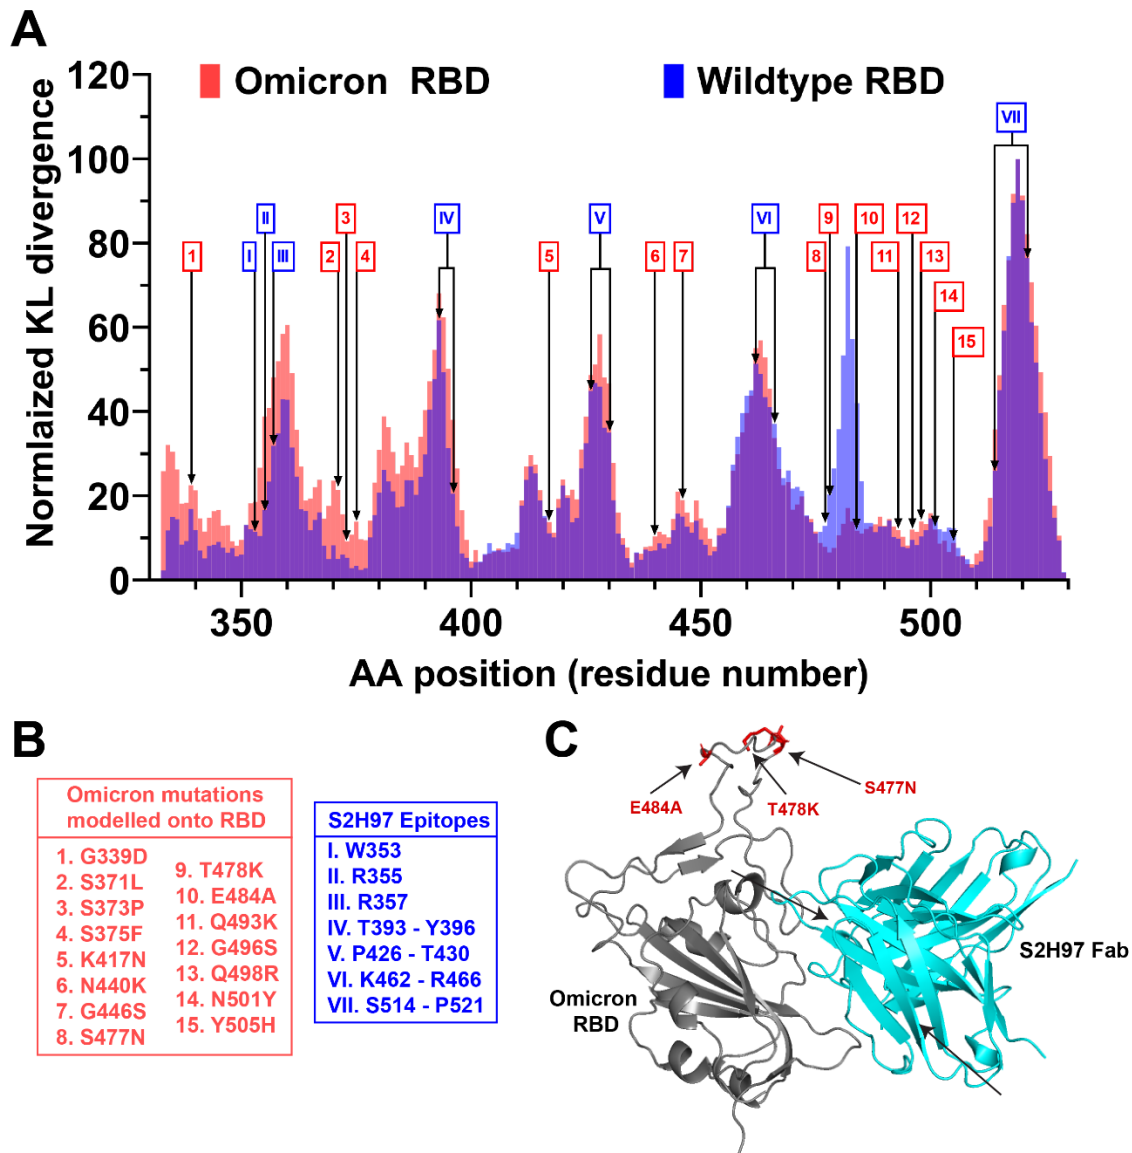 A
Omicron RBD
Wildtype RBD
Normlaized KL divergence
120
100
80
60
40
20
0
VII
II
3
IV
V
VI
9
10
12
1
I
III
2
4
5
6
7
8
11
13
14
15
350
400
450
500
AA position (residue number)
B
Omicron mutations
modelled onto RBD
1. G339D
2. S371L
3. S373P
4. S375F
5. K417N
6. N440K
7. G446S
8. S477N
9. T478K
10. E484A
11. Q493K
12. G496S
13. Q498R
14. N501Y
15. Y505H
S2H97 Epitopes
I. W353
II. R355
III. R357
IV. T393 - Y396
V. P426 - T430
VI. K462 - R466
VII. S514 - P521
C
E484A
T478K
S477N
S2H97 Fab
Omicron
RBD